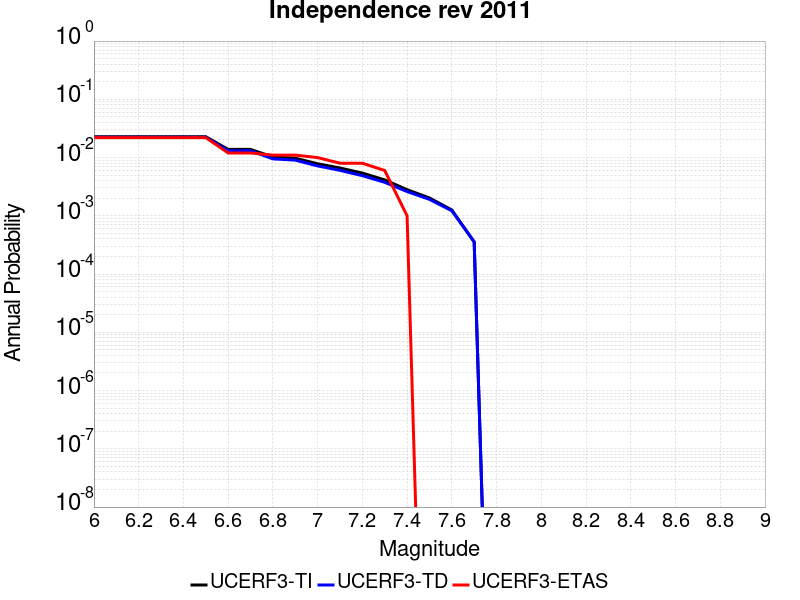 Independence rev 2011
10^0
10^-1
10^-2
10^-3
10^-4
10^-5
10^-6
10^-7
10^-8
Annual Probability
6 6.2 6.4 6.6 6.8 7 7.2 7.4 7.6 7.8 8 8.2 8.4 8.6 8.8 9
Magnitude
UCERF3-TI UCERF3-TD UCERF3-ETAS